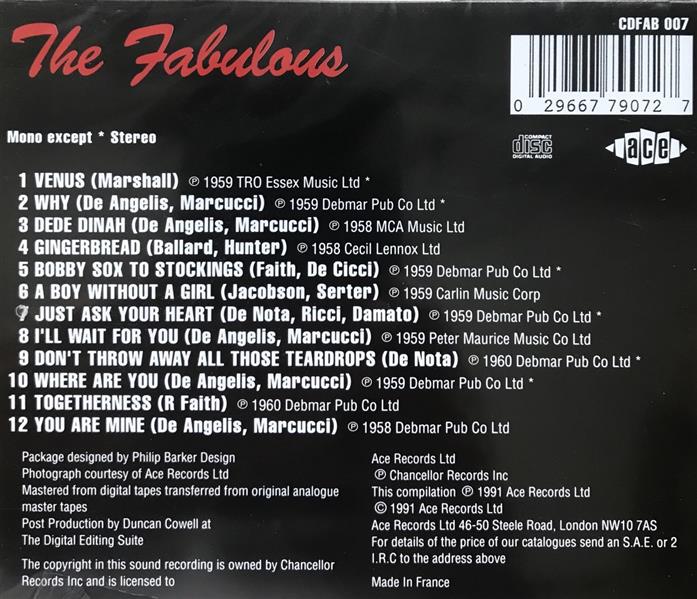 The Fabulous
CDFAB 007
0 29667 79072 7
Mono except * Stereo
COMPACT
disc
DIGITAL AUDIO
ace
1 VENUS (Marshall) ℗ 1959 TRO Essex Music Ltd *
2 WHY (De Angelis, Marcucci) ℗ 1959 Debmar Pub Co Ltd *
3 DEDE DINAH (De Angelis, Marcucci) ℗ 1958 MCA Music Ltd
4 GINGERBREAD (Ballard, Hunter) ℗ 1958 Cecil Lennox Ltd
5 BOBBY SOX TO STOCKINGS (Faith, De Cicci) ℗ 1959 Debmar Pub Co Ltd *
6 A BOY WITHOUT A GIRL (Jacobson, Serter) ℗ 1959 Carlin Music Corp
7 JUST ASK YOUR HEART (De Nota, Ricci, Damato) ℗ 1959 Debmar Pub Co Ltd *
8 I'LL WAIT FOR YOU (De Angelis, Marcucci) ℗ 1959 Peter Maurice Music Co Ltd
9 DON'T THROW AWAY ALL THOSE TEARDROPS (De Nota) ℗ 1960 Debmar Pub Co Ltd *
10 WHERE ARE YOU (De Angelis, Marcucci) ℗ 1959 Debmar Pub Co Ltd *
11 TOGETHERNESS (R Faith) ℗ 1960 Debmar Pub Co Ltd
12 YOU ARE MINE (De Angelis, Marcucci) ℗ 1958 Debmar Pub Co Ltd
Package designed by Philip Barker Design
Photograph courtesy of Ace Records Ltd
Mastered from digital tapes transferred from original analogue
master tapes
Post Production by Duncan Cowell at
The Digital Editing Suite
The copyright in this sound recording is owned by Chancellor
Records Inc and is licensed to
Ace Records Ltd
℗ Chancellor Records Inc
This compilation ℗ 1991 Ace Records Ltd
© 1991 Ace Records Ltd
Ace Records Ltd 46-50 Steele Road, London NW10 7AS
For details of the price of our catalogues send an S.A.E. or 2
I.R.C to the address above
Made In France